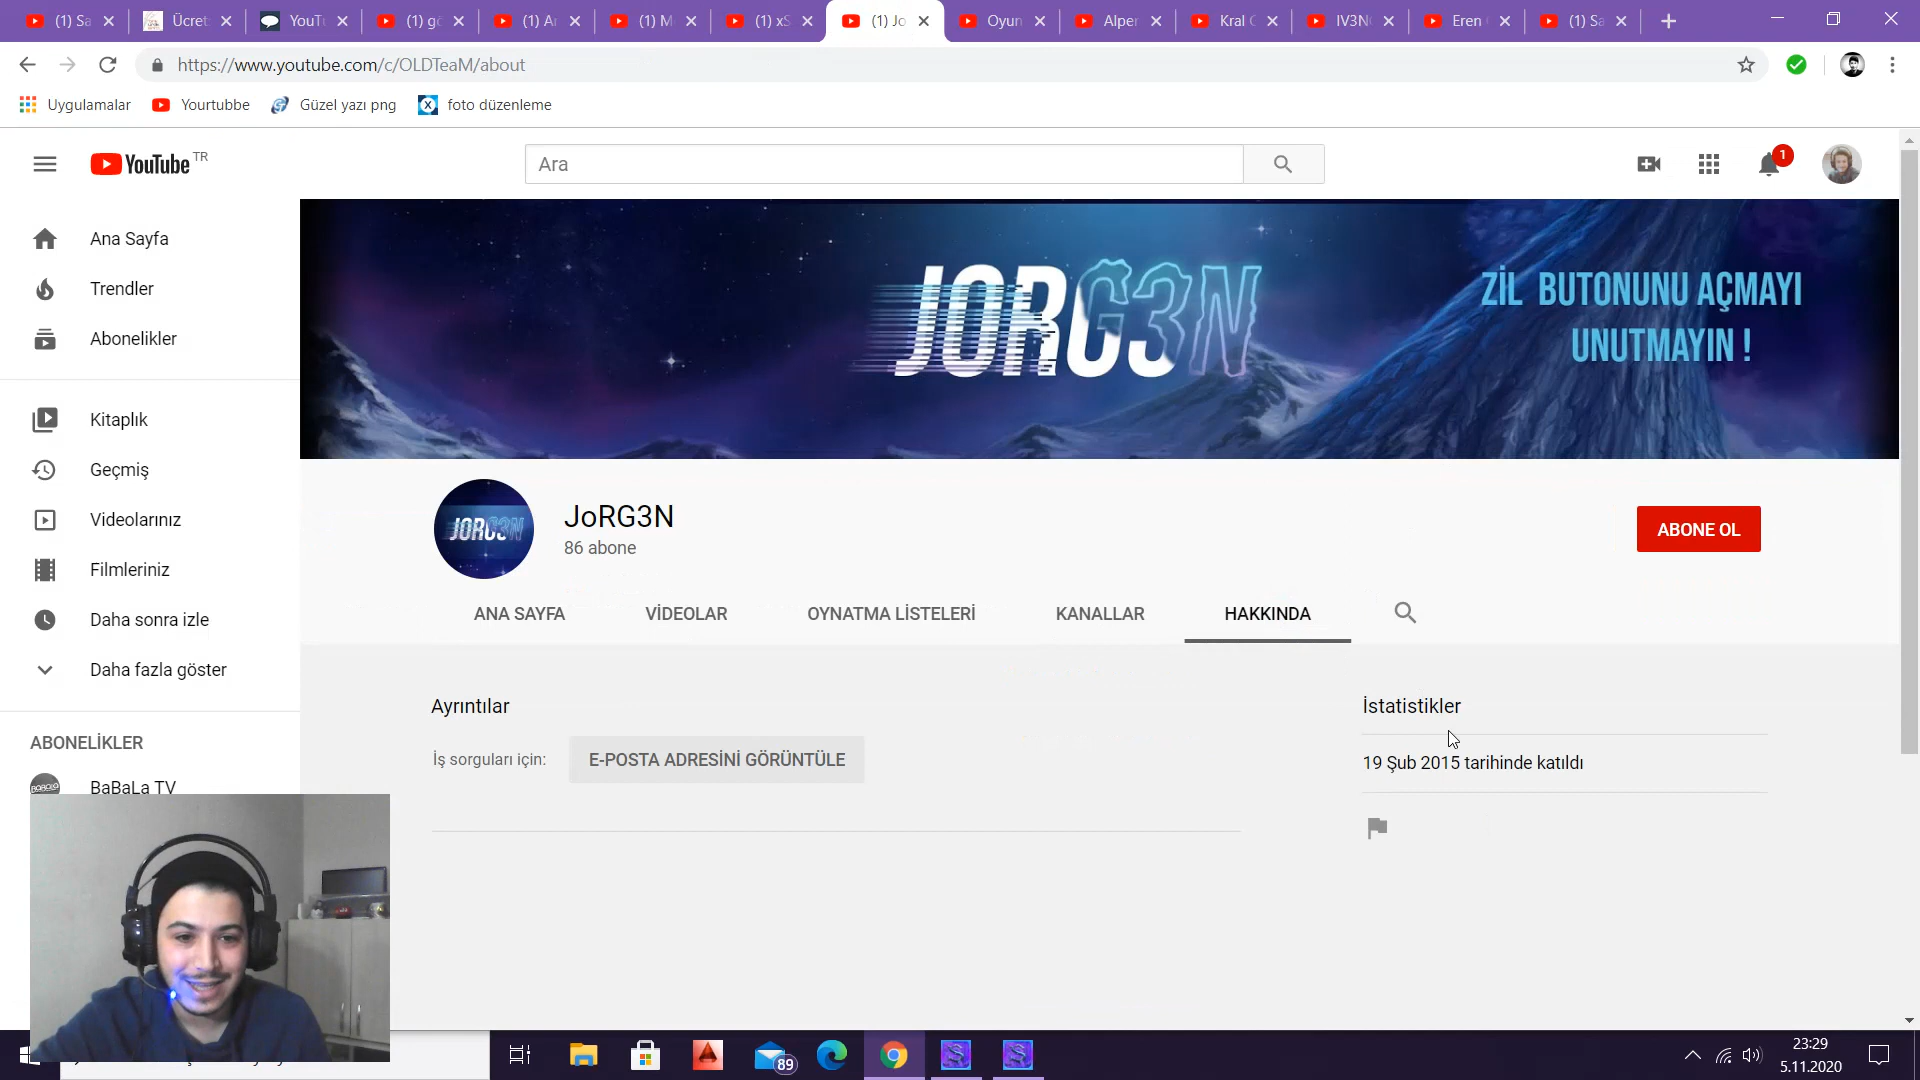 (1) Sa
Ücret
YouTu
(1) gö
(1) Ar
(1) M
(1) xS
(1) Jo
Oyun
Alper
Kral
IV3N
Eren
(1) Sa
https://www.youtube.com/c/OLDTeaM/about
Uygulamalar
Yourtubbe
Güzel yazı png
foto düzenleme
YouTube TR
Ara
1
Ana Sayfa
Trendler
Abonelikler
Kitaplık
Geçmiş
Videolarınız
Filmleriniz
Daha sonra izle
Daha fazla göster
ABONELİKLER
BaBaLa TV
JORG3N
ZİL BUTONUNU AÇMAYI
UNUTMAYIN !
JORG3N
JoRG3N
86 abone
ABONE OL
ANA SAYFA
VİDEOLAR
OYNATMA LİSTELERİ
KANALLAR
HAKKINDA
Ayrıntılar
İş sorguları için:
E-POSTA ADRESİNİ GÖRÜNTÜLE
İstatistikler
19 Şub 2015 tarihinde katıldı
89
23:29
5.11.2020